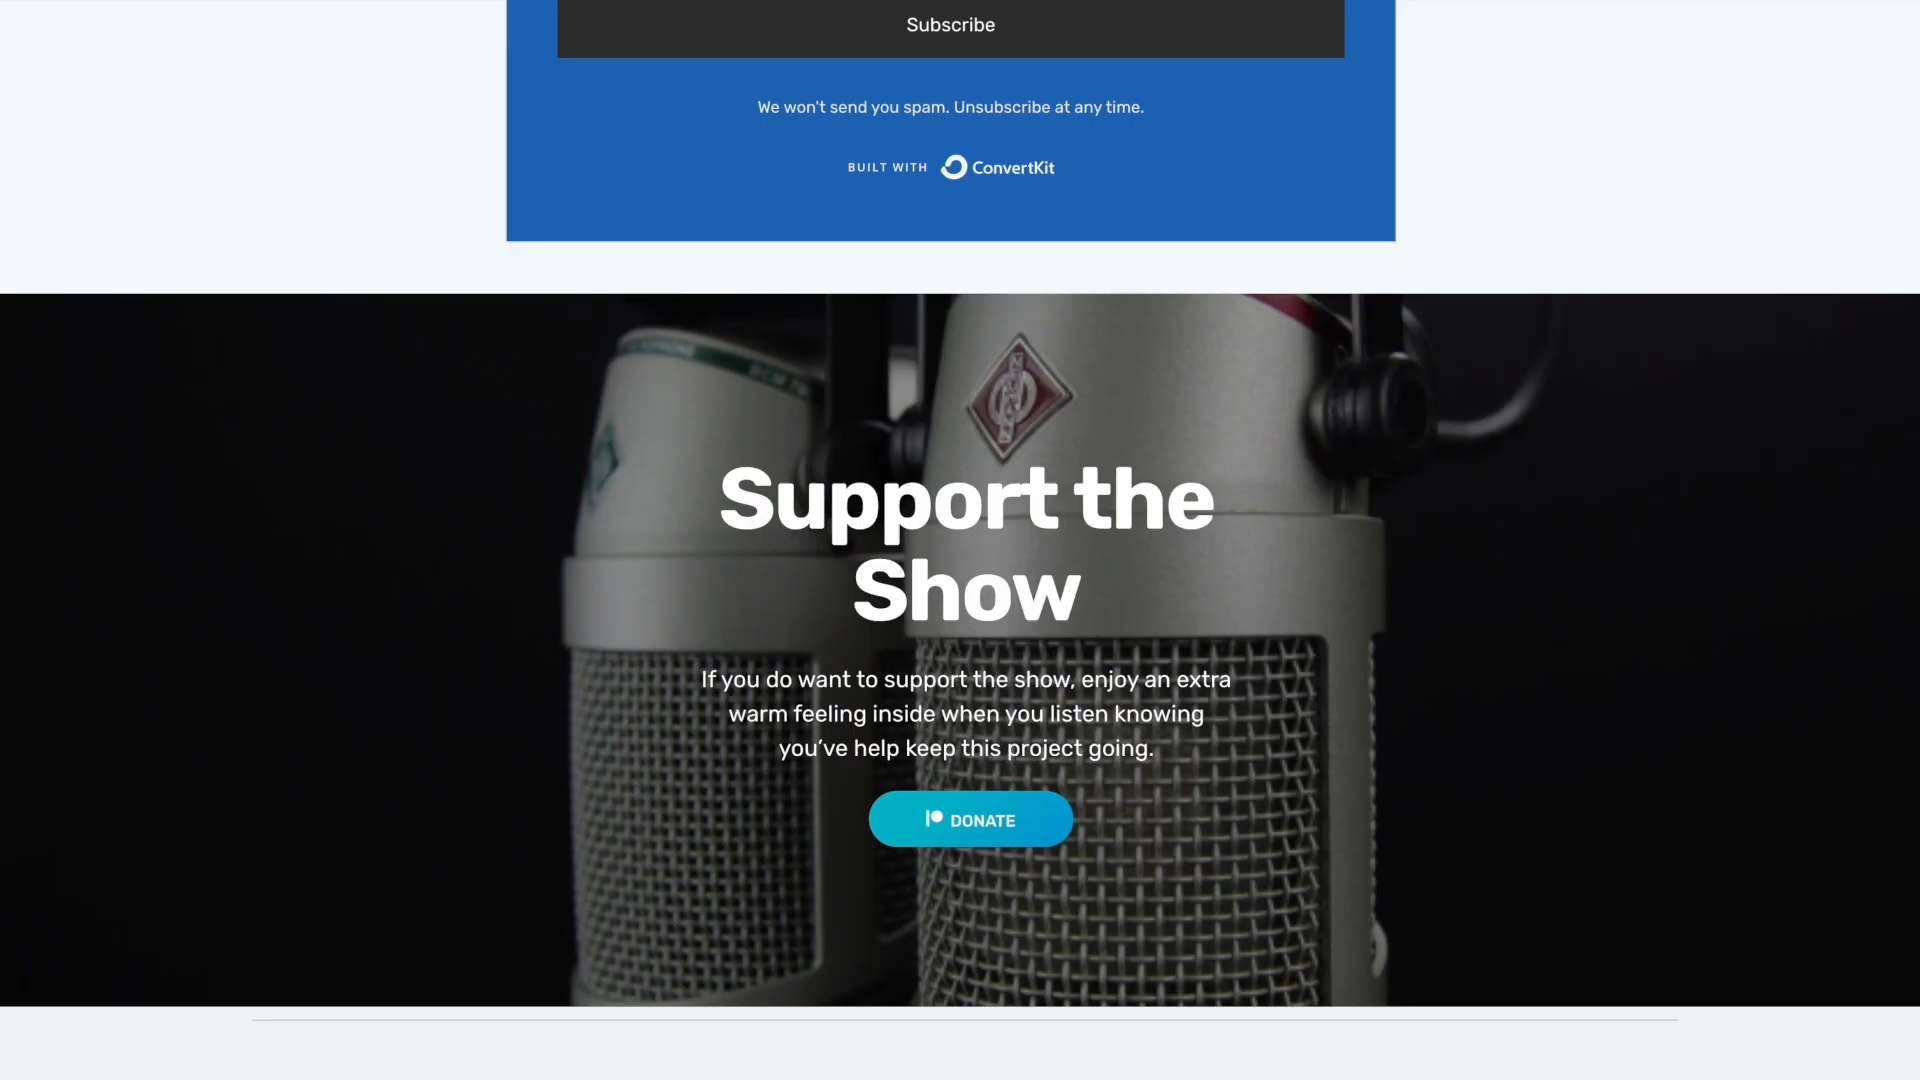 Subscribe
We won't send you spam. Unsubscribe at any time.
BUILT WITH ConvertKit
Support the
Show
If you do want to support the show, enjoy an extra
warm feeling inside when you listen knowing
you’ve help keep this project going.
DONATE